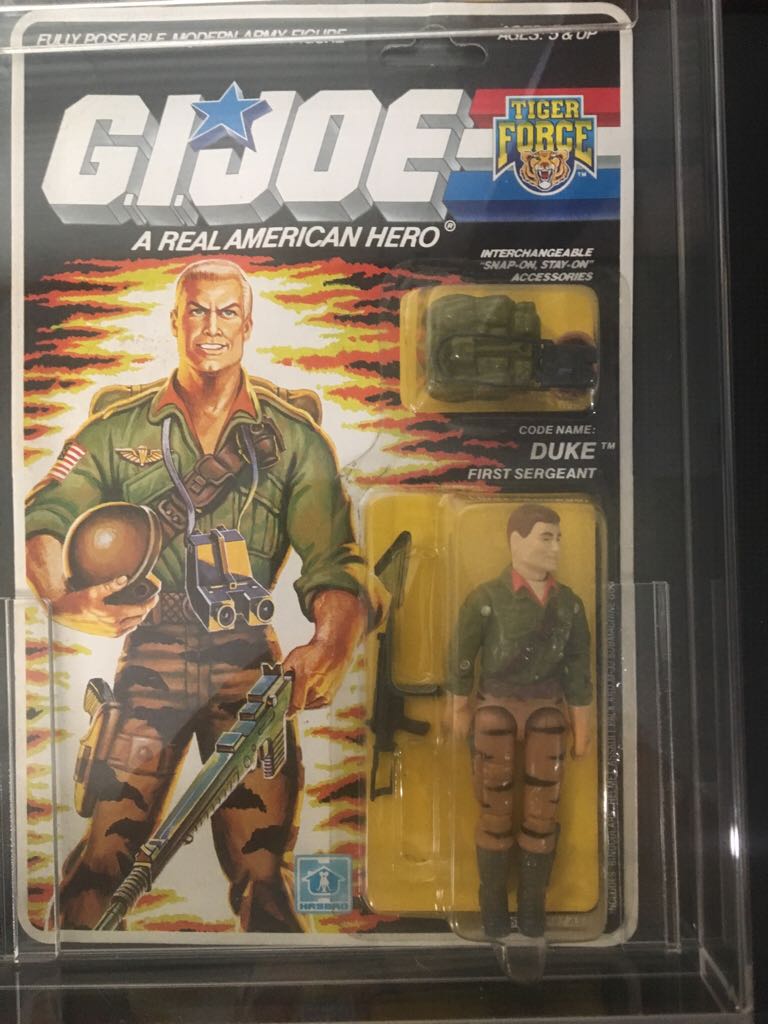 FULLY POSEABLE MODERN ARMY FIGURE
AGES: 5 & UP
G.I. JOE
A REAL AMERICAN HERO®
TIGER
FORCE™
INTERCHANGEABLE
"SNAP-ON, STAY-ON"
ACCESSORIES
CODE NAME:
DUKE™
FIRST SERGEANT
HASBRO